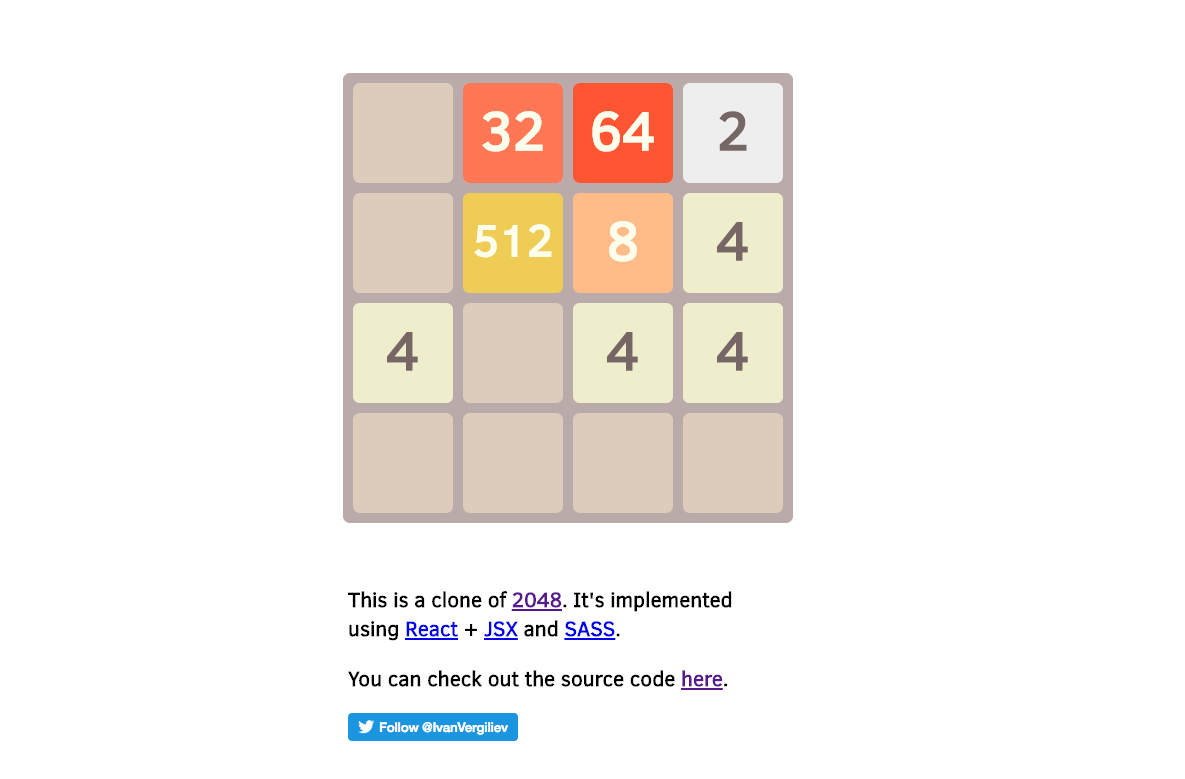 32 64 2
512 8 4
4 4 4
This is a clone of 2048. It's implemented
using React + JSX and SASS.
You can check out the source code here.
Follow @IvanVergiliev